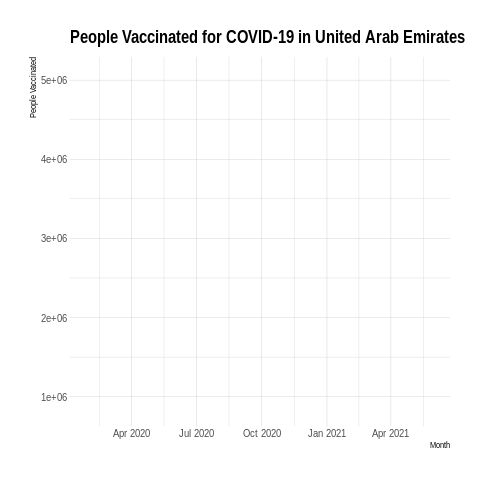 People Vaccinated for COVID-19 in United Arab Emirates
People Vaccinated
5e+06
4e+06
3e+06
2e+06
1e+06
Apr 2020 Jul 2020 Oct 2020 Jan 2021 Apr 2021
Month